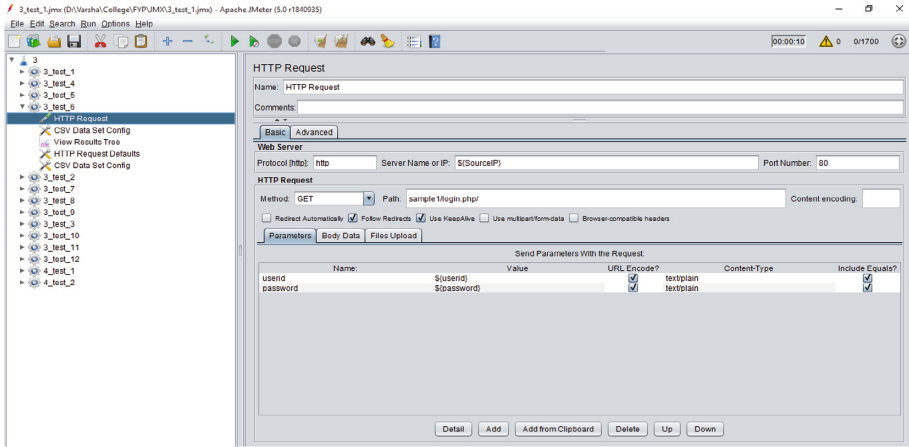 3_test_1.jmx (D:\Varsha\College\FYP\JMX\3_test_1.jmx) - Apache JMeter (5.0 r1840935)
File Edit Search Run Options Help
00:00:10 0 0/1700
3
3_test_1
3_test_4
3_test_5
3_test_6
HTTP Request
CSV Data Set Config
View Results Tree
HTTP Request Defaults
CSV Data Set Config
3_test_2
3_test_7
3_test_8
3_test_9
3_test_3
3_test_10
3_test_11
3_test_12
4_test_1
4_test_2
HTTP Request
Name: HTTP Request
Comments:
Basic Advanced
Web Server
Protocol [http]: http Server Name or IP: ${SourceIP} Port Number: 80
HTTP Request
Method: GET Path: sample1/login.php/ Content encoding:
Redirect Automatically Follow Redirects Use KeepAlive Use multipart/form-data Browser-compatible headers
Parameters Body Data Files Upload
Send Parameters With the Request:
Name: Value URL Encode? Content-Type Include Equals?
userid ${userid} text/plain
password ${password} text/plain
Detail Add Add from Clipboard Delete Up Down